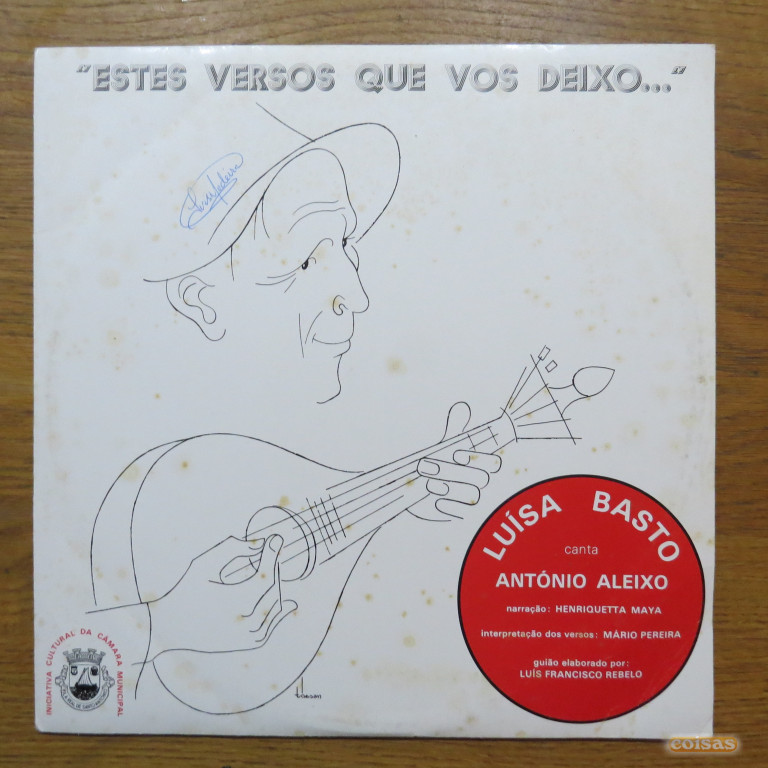 "ESTES VERSOS QUE VOS DEIXO..."
LUÍSA BASTO
canta
ANTÓNIO ALEIXO
narração: HENRIQUETTA MAYA
interpretação dos versos: MÁRIO PEREIRA
guião elaborado por:
LUÍS FRANCISCO REBELO
INICIATIVA CULTURAL DA CÂMARA MUNICIPAL
coisas